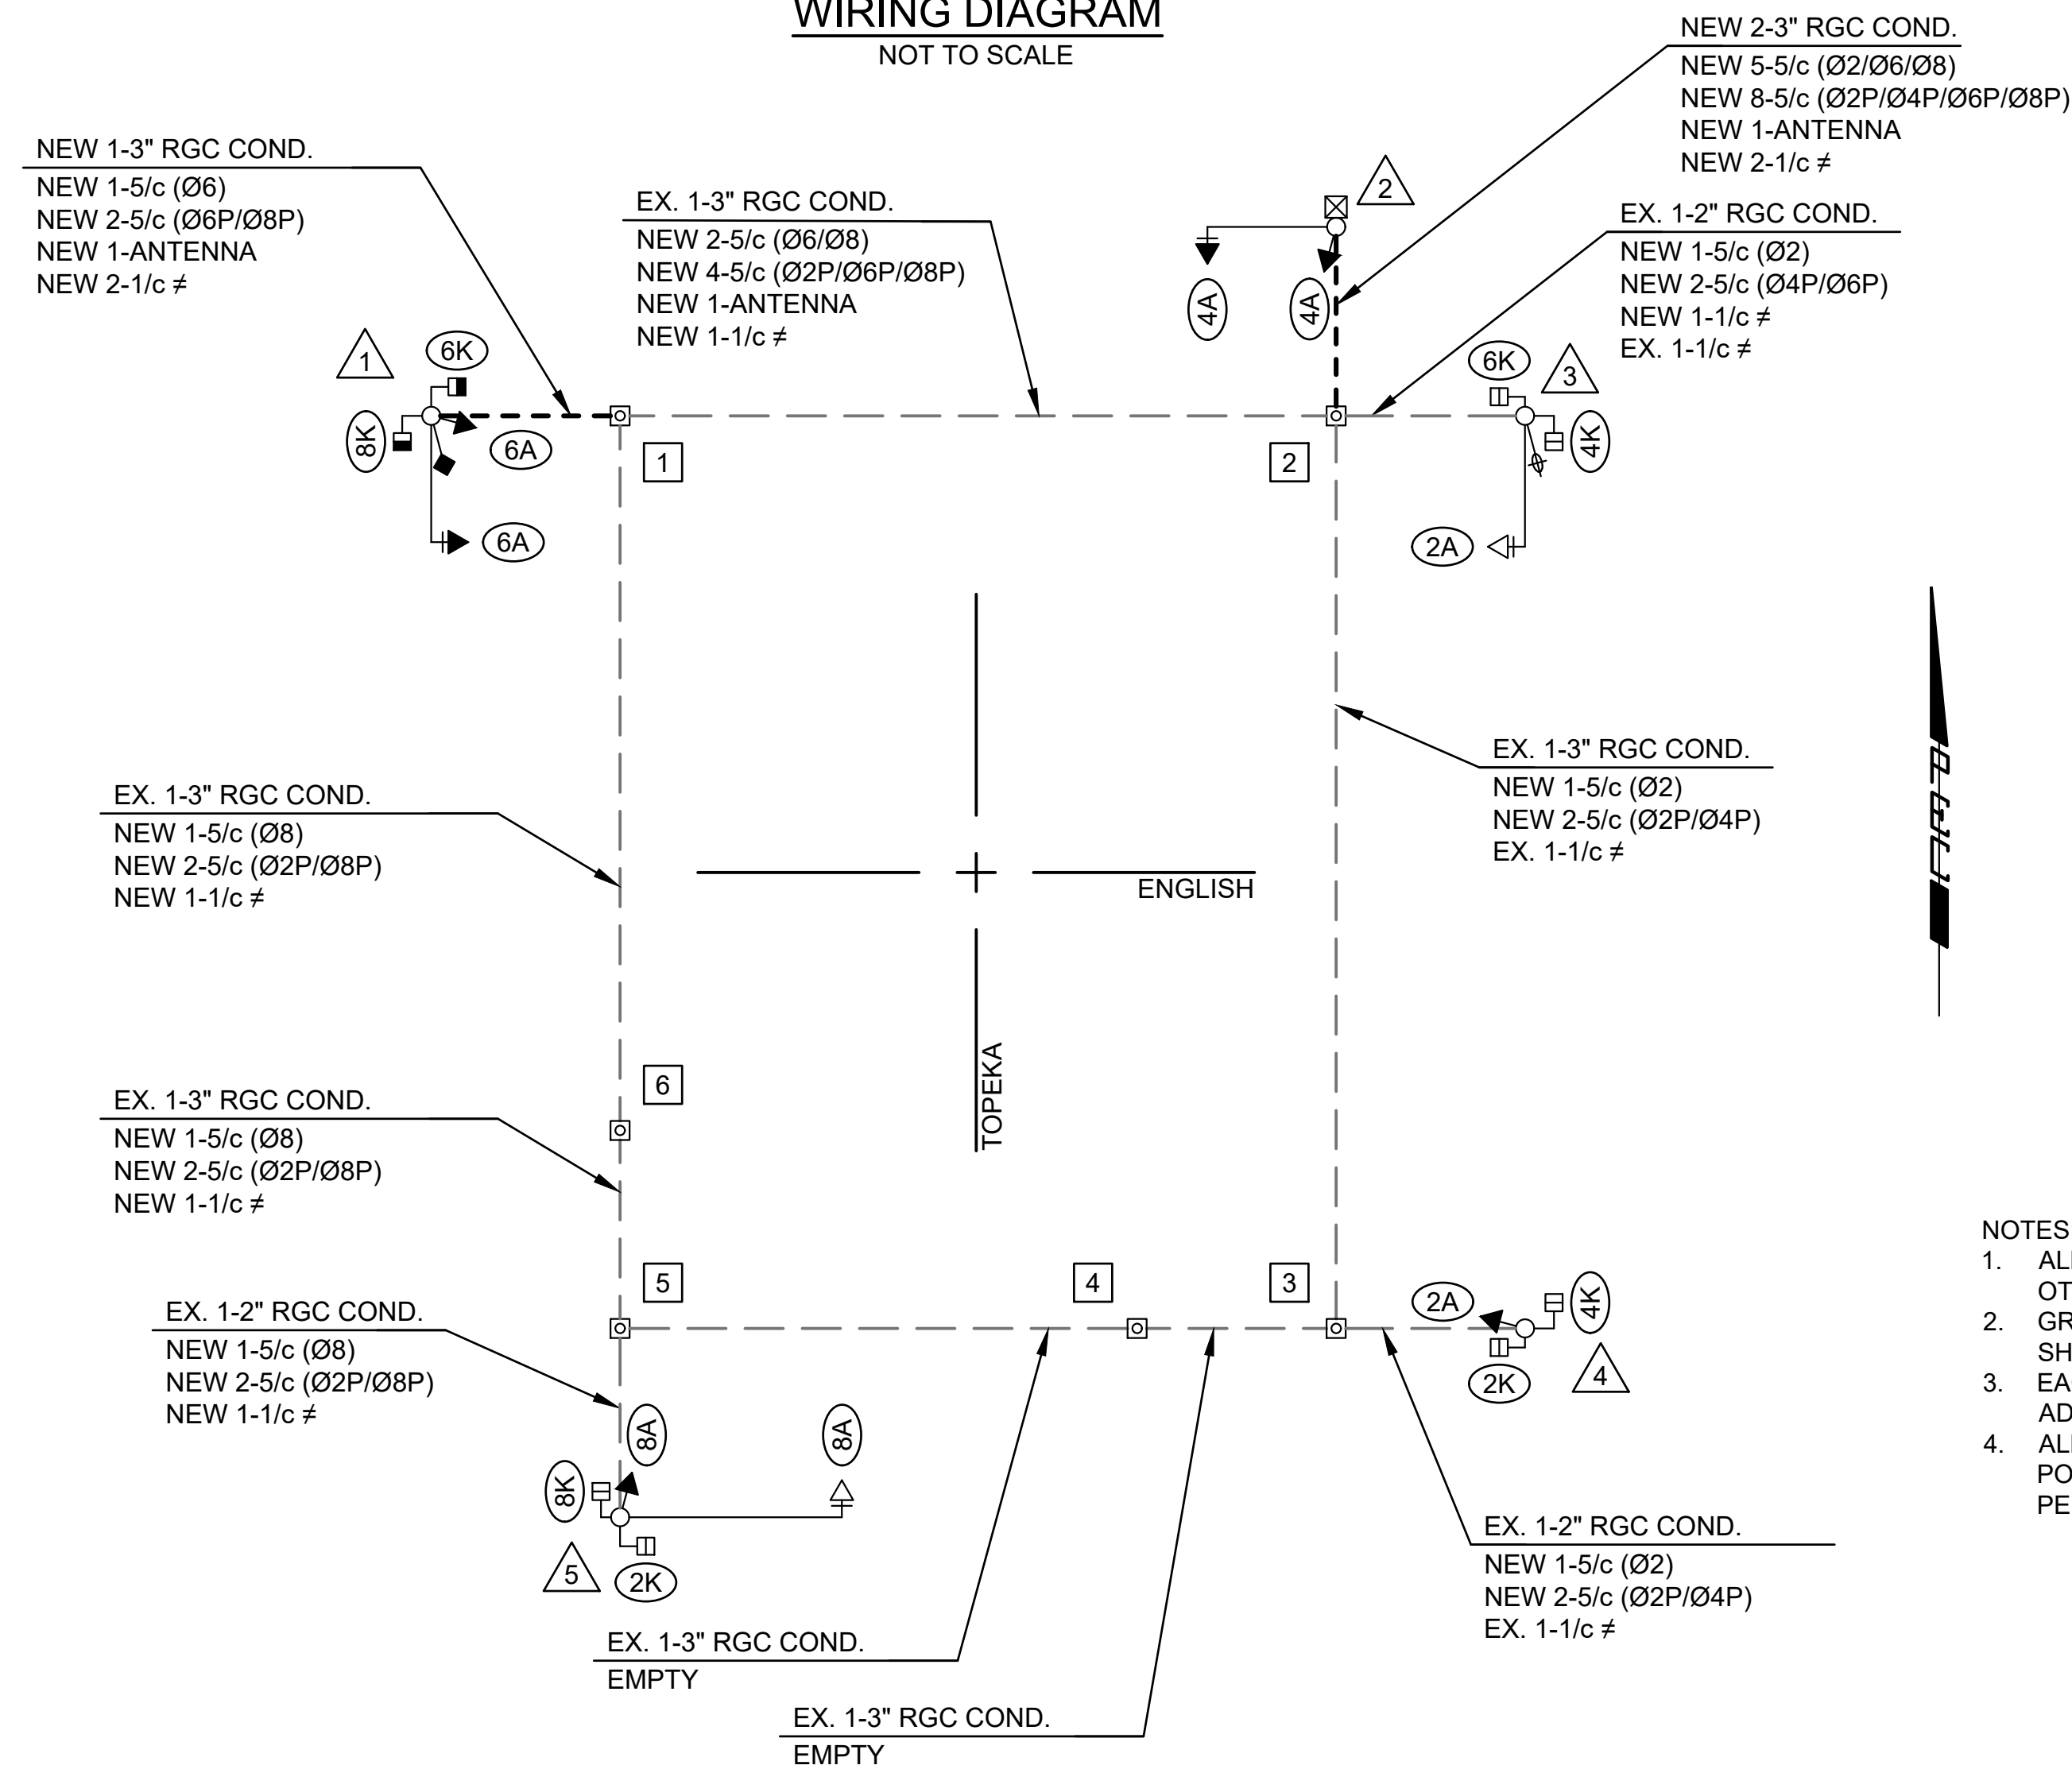 WIRING DIAGRAM
NOT TO SCALE
NEW 2-3" RGC COND.
NEW 5-5/c (Ø2/Ø6/Ø8)
NEW 8-5/c (Ø2P/Ø4P/Ø6P/Ø8P)
NEW 1-ANTENNA
NEW 2-1/c ≠
NEW 1-3" RGC COND.
NEW 1-5/c (Ø6)
NEW 2-5/c (Ø6P/Ø8P)
NEW 1-ANTENNA
NEW 2-1/c ≠
EX. 1-3" RGC COND.
NEW 2-5/c (Ø6/Ø8)
NEW 4-5/c (Ø2P/Ø6P/Ø8P)
NEW 1-ANTENNA
NEW 1-1/c ≠
2
EX. 1-2" RGC COND.
NEW 1-5/c (Ø2)
NEW 2-5/c (Ø4P/Ø6P)
NEW 1-1/c ≠
EX. 1-1/c ≠
4A
4A
1
6K
8K
6A
6A
6K
3
4K
2A
1
2
EX. 1-3" RGC COND.
NEW 1-5/c (Ø2)
NEW 2-5/c (Ø2P/Ø4P)
EX. 1-1/c ≠
EX. 1-3" RGC COND.
NEW 1-5/c (Ø8)
NEW 2-5/c (Ø2P/Ø8P)
NEW 1-1/c ≠
ENGLISH
TOPEKA
6
EX. 1-3" RGC COND.
NEW 1-5/c (Ø8)
NEW 2-5/c (Ø2P/Ø8P)
NEW 1-1/c ≠
5
4
3
2A
4K
2K
4
EX. 1-2" RGC COND.
NEW 1-5/c (Ø8)
NEW 2-5/c (Ø2P/Ø8P)
NEW 1-1/c ≠
8A
8A
8K
5
2K
EX. 1-2" RGC COND.
NEW 1-5/c (Ø2)
NEW 2-5/c (Ø2P/Ø4P)
EX. 1-1/c ≠
EX. 1-3" RGC COND.
EMPTY
EX. 1-3" RGC COND.
EMPTY
NOTES
1.
2.
3.
4.